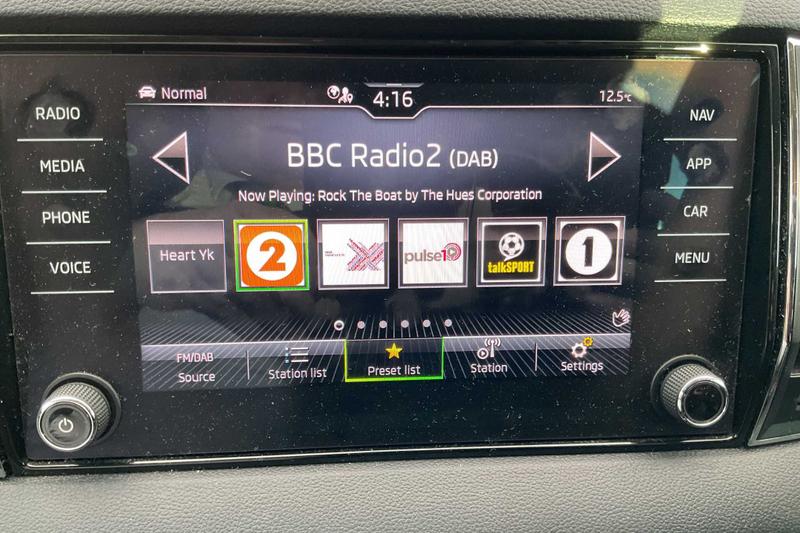 RADIO
MEDIA
PHONE
VOICE
Normal
4:16
12.5°C
BBC Radio2 (DAB)
Now Playing: Rock The Boat by The Hues Corporation
Heart Yk
2
pulse1
talkSPORT
1
FM/DAB
Source
Station list
Preset list
Station
Settings
NAV
APP
CAR
MENU